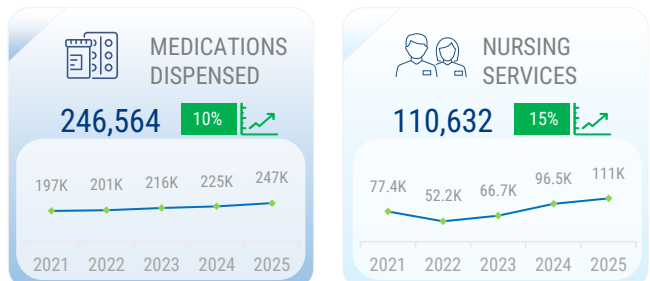 MEDICATIONS
DISPENSED
246,564 10%
197K 201K 216K 225K 247K
2021 2022 2023 2024 2025
NURSING
SERVICES
110,632 15%
77.4K 52.2K 66.7K 96.5K 111K
2021 2022 2023 2024 2025